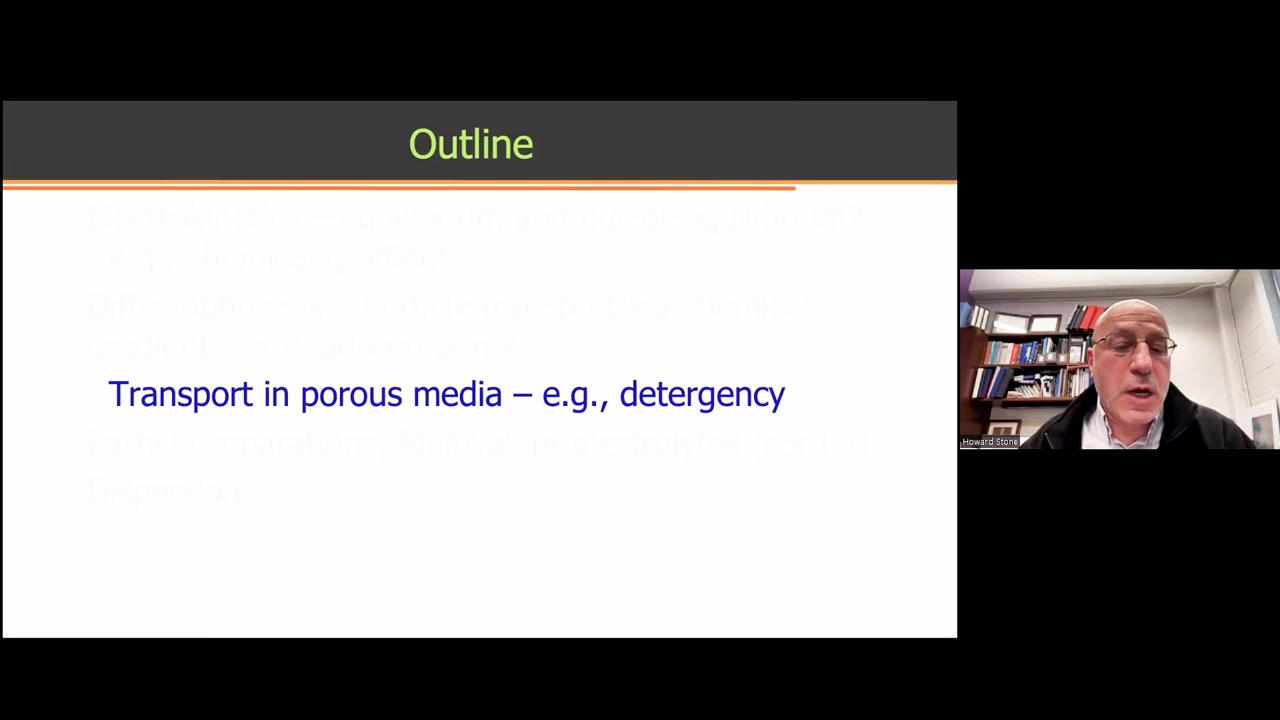 Outline
Electrokinetics – equilibrium and out-of-equilibrium?
e.g., chemical gradients
Diffusiophoresis – particle transport via chemical
gradients -> dead-end pores
Transport in porous media – e.g., detergency
Particle separations; Multivalent electrolytes (not 1:1)
Dispersion
Howard Stone